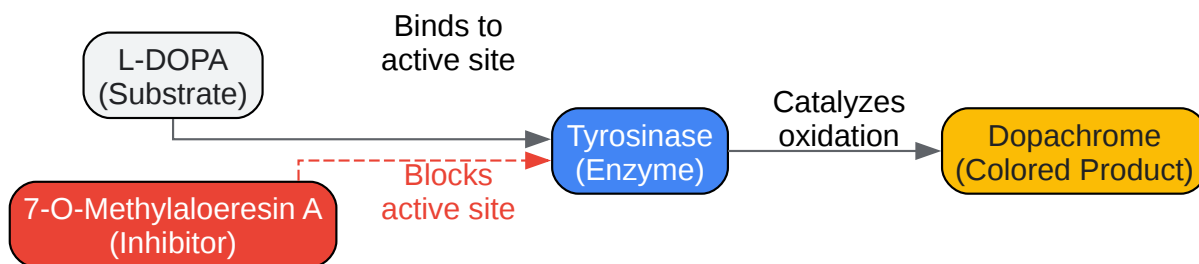 L-DOPA
(Substrate)
Binds to
active site
7-O-Methylaloeresin A
(Inhibitor)
Blocks
active site
Tyrosinase
(Enzyme)
Catalyzes
oxidation
Dopachrome
(Colored Product)